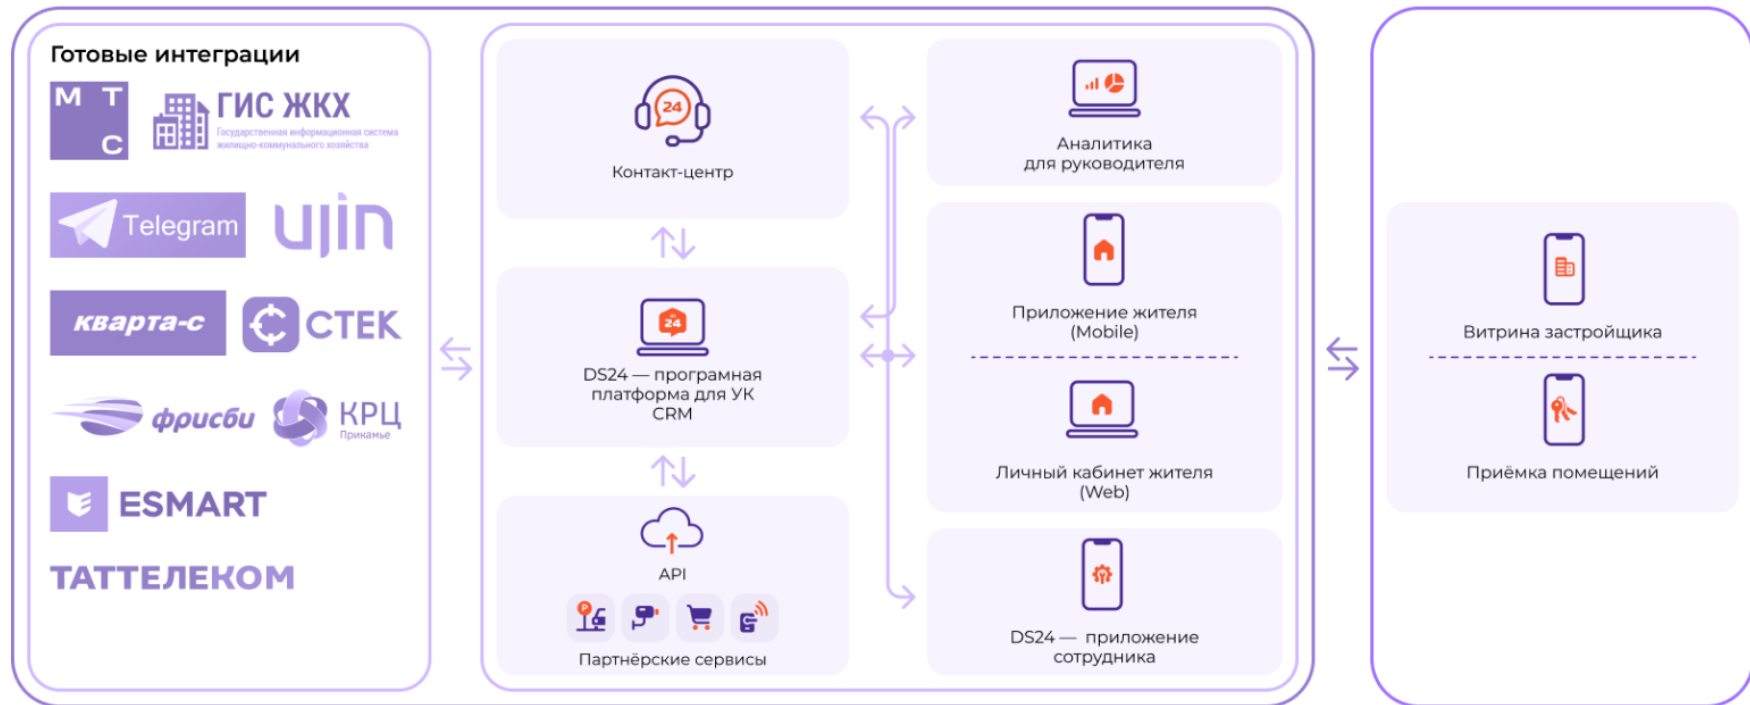 Готовые интеграции
М Т
С
ГИС ЖКХ
Государственная информационная система
жилищно-коммунального хозяйства
Telegram
ujin
кварта-с
СТЕК
фрисби
КРЦ
Прикамье
ESMART
ТАТТЕЛЕКОМ
24
Контакт-центр
24
DS24 — програмная
платформа для УК
CRM
API
P
Партнёрские сервисы
Аналитика
для руководителя
Приложение жителя
(Mobile)
Личный кабинет жителя
(Web)
DS24 — приложение
сотрудника
Витрина застройщика
Приёмка помещений